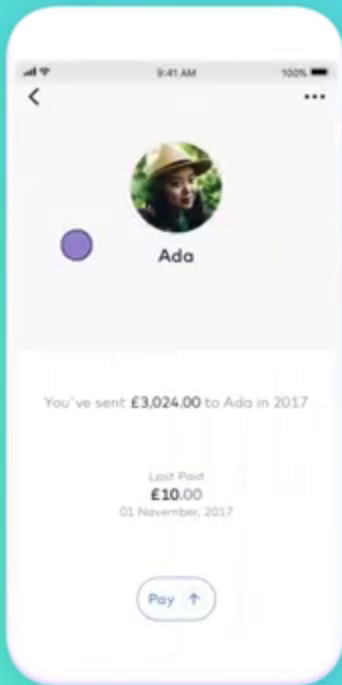 9:41 AM 100%
Ada
You've sent £3,024.00 to Ada in 2017
Last Paid
£10.00
01 November, 2017
Pay